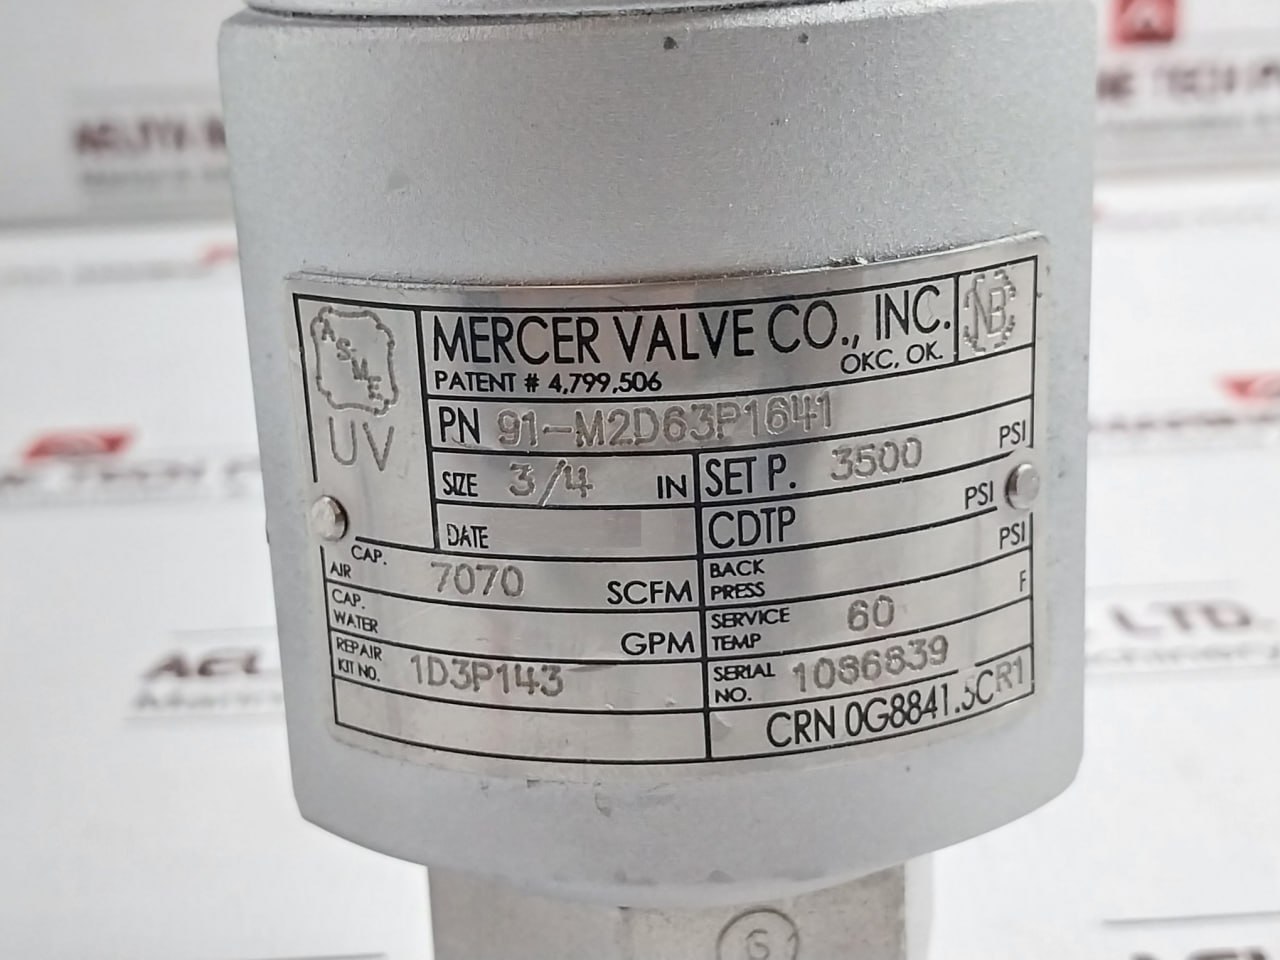 ASME
UV
MERCER VALVE CO., INC.
OKC, OK.
PATENT # 4,799,506
NB
PN 91-M2D63P1641
SIZE 3/4 IN
SET P. 3500 PSI
DATE
CDTP PSI
CAP. AIR 7070 SCFM
BACK PRESS PSI
CAP. WATER GPM
SERVICE TEMP 60 F
REPAIR KIT NO. 1D3P143
SERIAL NO. 1086839
CRN 0G8841.5CR1